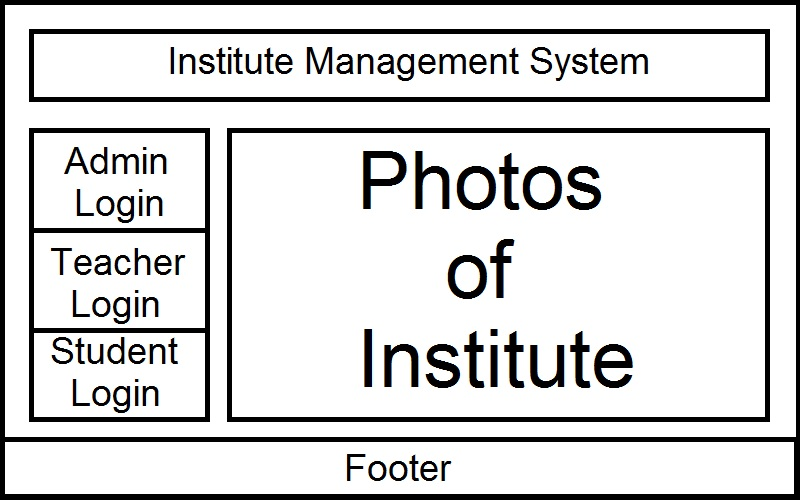 Institute Management System
Admin
Login
Teacher
Login
Student
Login
Photos
of
Institute
Footer